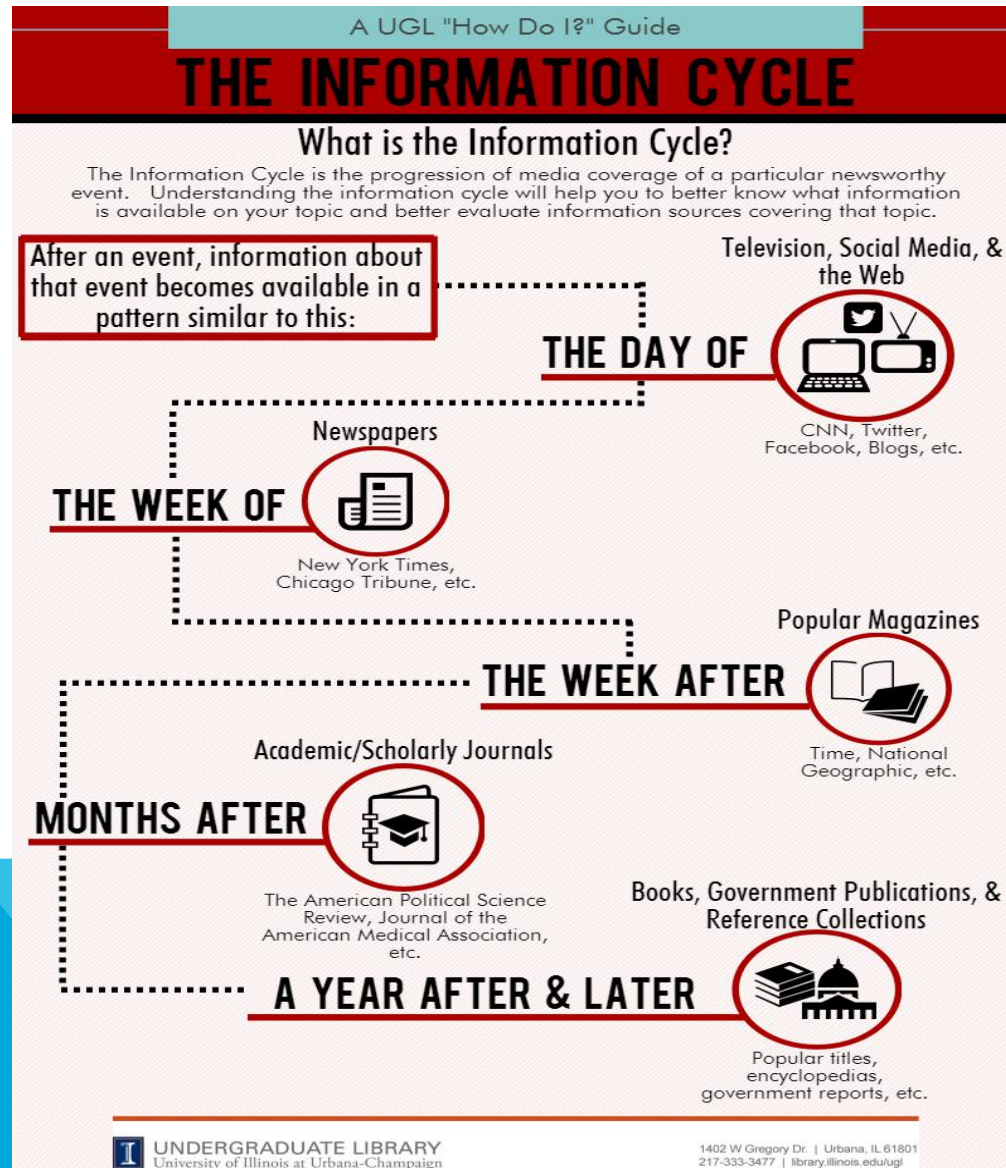 A UGL "How Do I?" Guide
THE INFORMATION CYCLE
What is the Information Cycle?
The Information Cycle is the progression of media coverage of a particular newsworthy
event. Understanding the information cycle will help you to better know what information
is available on your topic and better evaluate information sources covering that topic.
After an event, information about
that event becomes available in a
pattern similar to this:
Television, Social Media, &
the Web
THE DAY OF
CNN, Twitter,
Facebook, Blogs, etc.
Newspapers
THE WEEK OF
New York Times,
Chicago Tribune, etc.
Popular Magazines
THE WEEK AFTER
Time, National
Geographic, etc.
Academic/Scholarly Journals
MONTHS AFTER
The American Political Science
Review, Journal of the
American Medical Association,
etc.
Books, Government Publications, &
Reference Collections
A YEAR AFTER & LATER
Popular titles,
encyclopedias,
government reports, etc.
I
UNDERGRADUATE LIBRARY
University of Illinois at Urbana-Champaign
1402 W Gregory Dr. | Urbana, IL 61801
217-333-3477 | library.illinois.edu/ugl